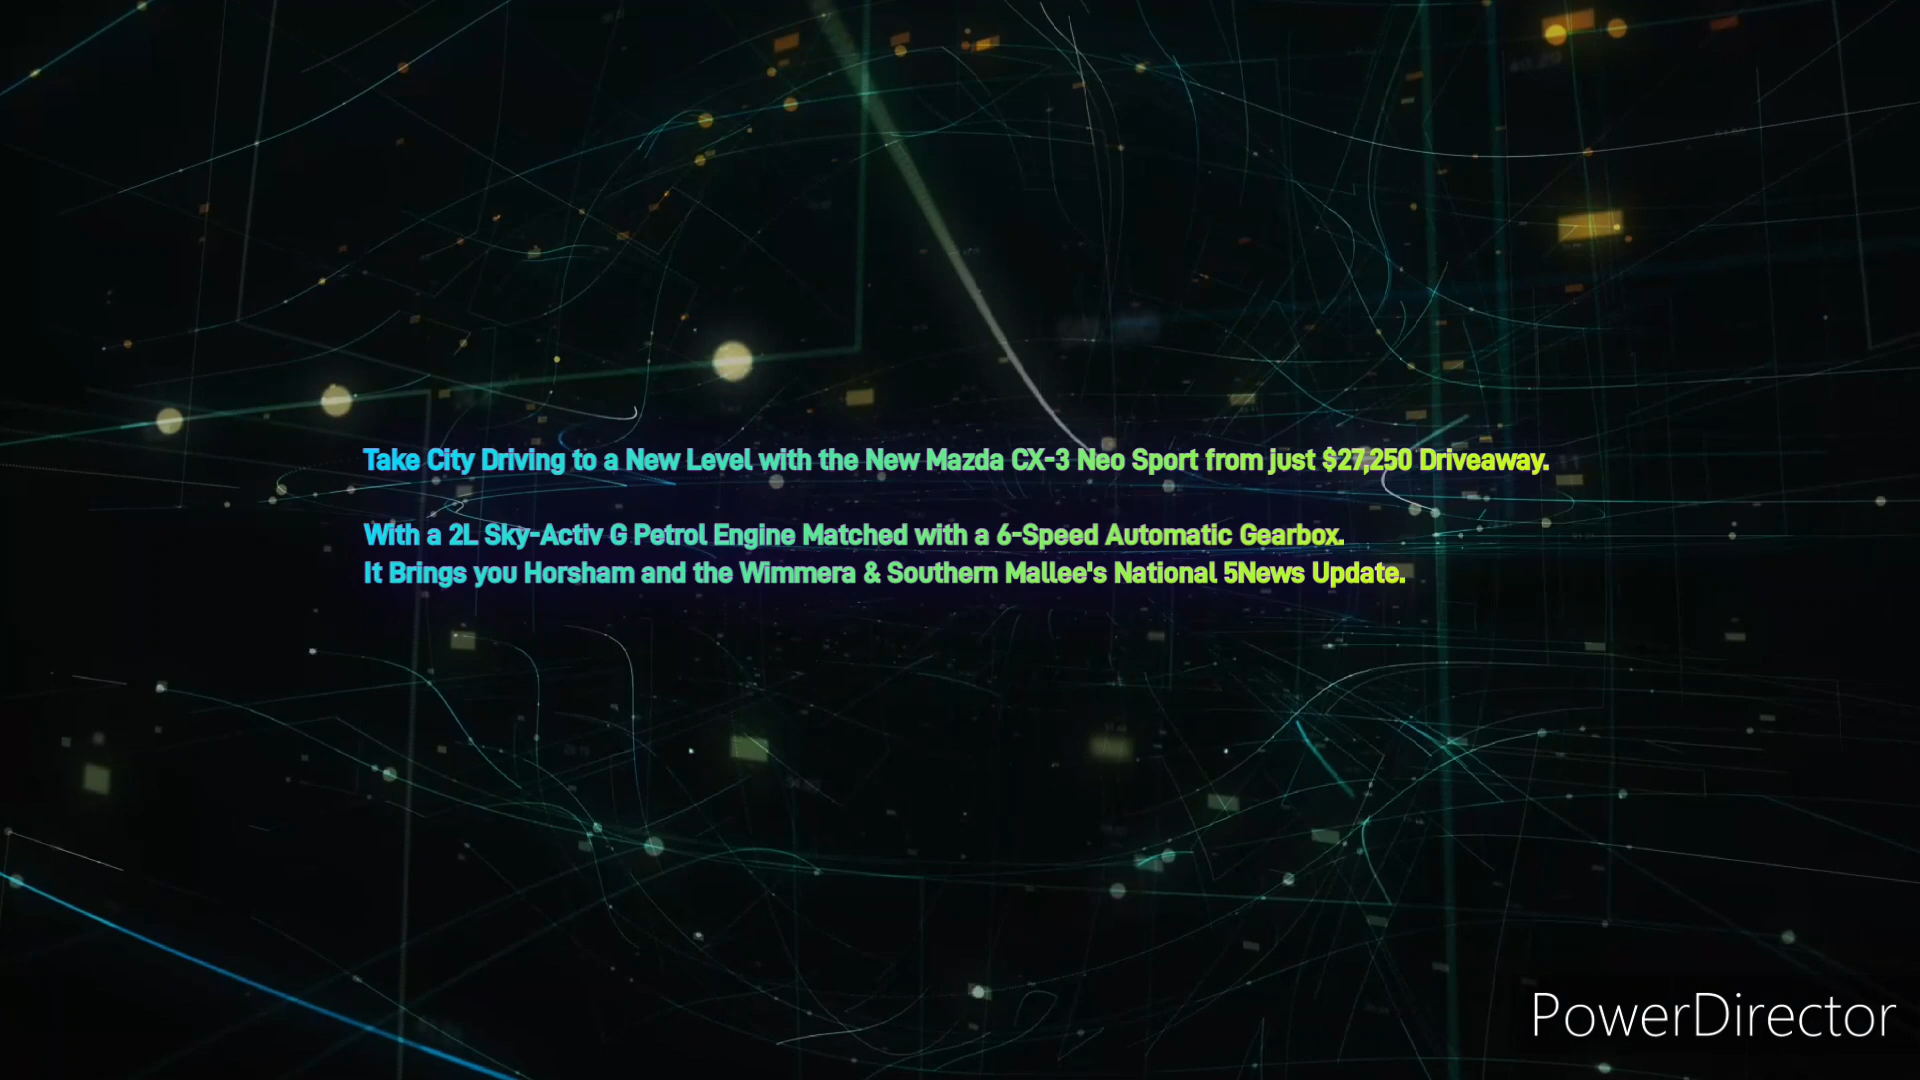 Take City Driving to a New Level with the New Mazda CX-3 Neo Sport from just $27,250 Driveaway.
With a 2L Sky-Activ G Petrol Engine Matched with a 6-Speed Automatic Gearbox.
It Brings you Horsham and the Wimmera & Southern Mallee's National 5News Update.
PowerDirector